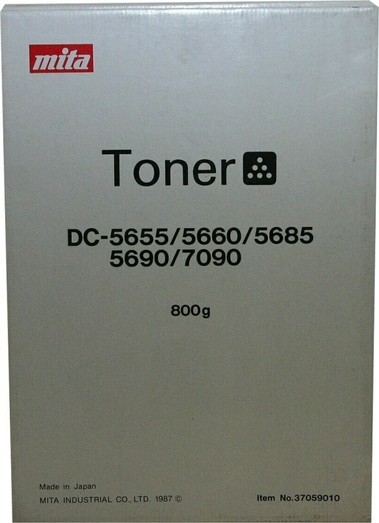 mita
Toner
DC-5655/5660/5685
5690/7090
800g
Made in Japan
MITA INDUSTRIAL CO., LTD. 1987 ©
Item No.37059010